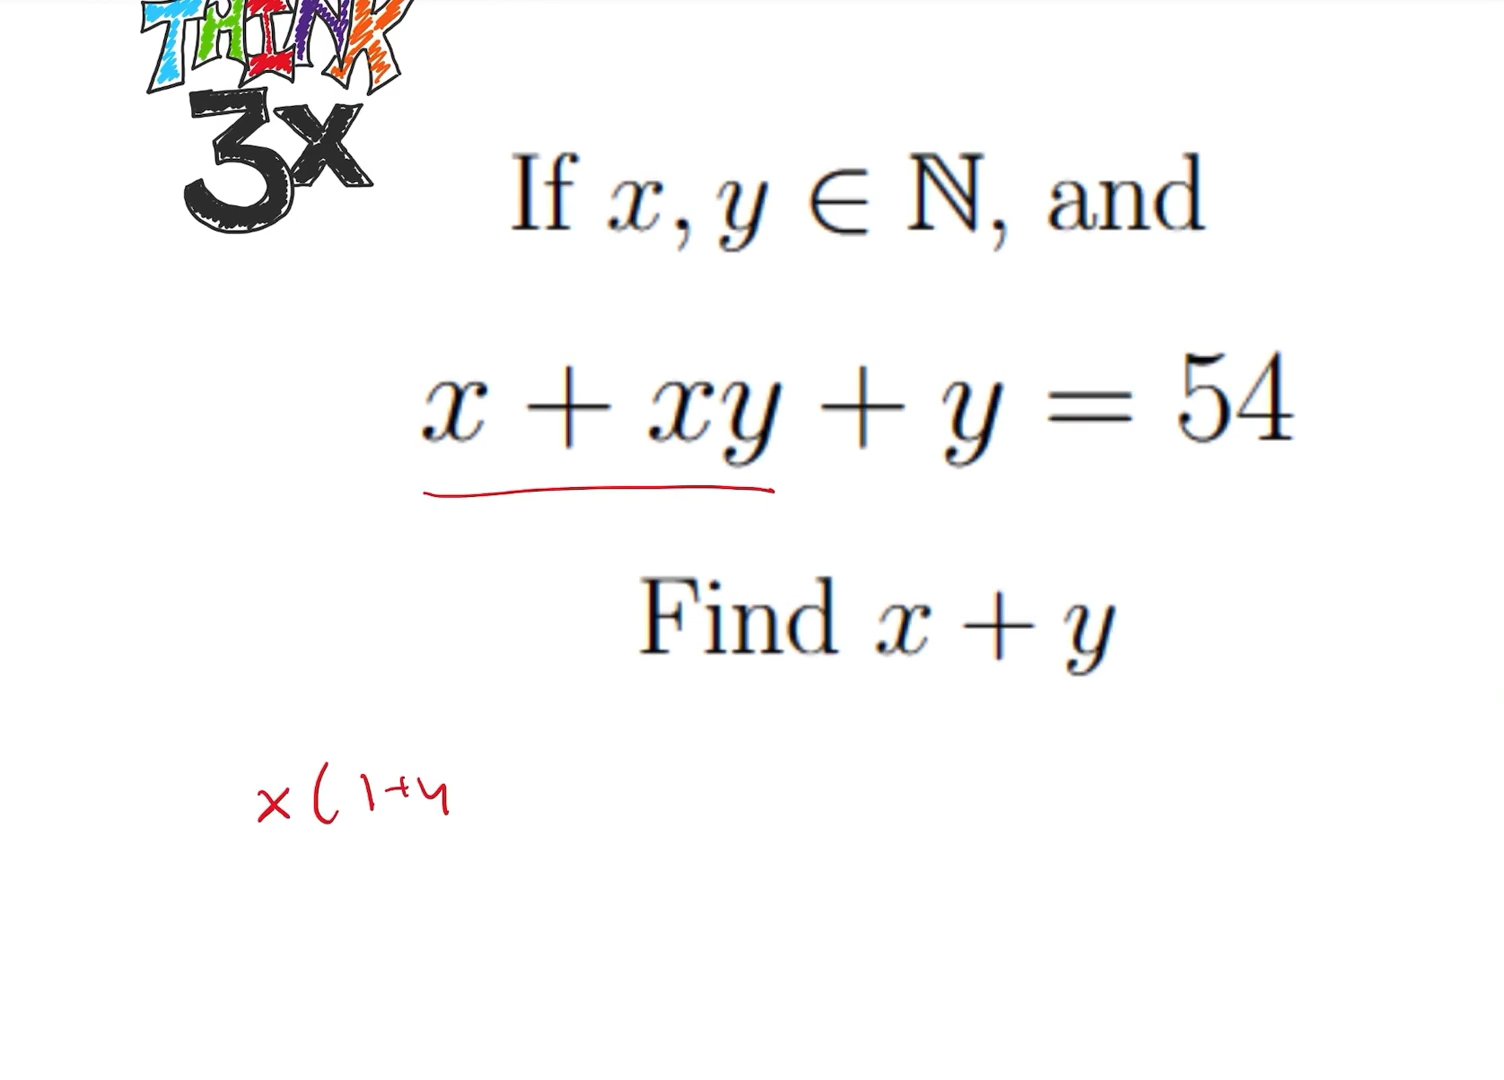 THINK
3x
If x, y ∈ ℕ, and
x + xy + y = 54
Find x + y
x ( 1+y